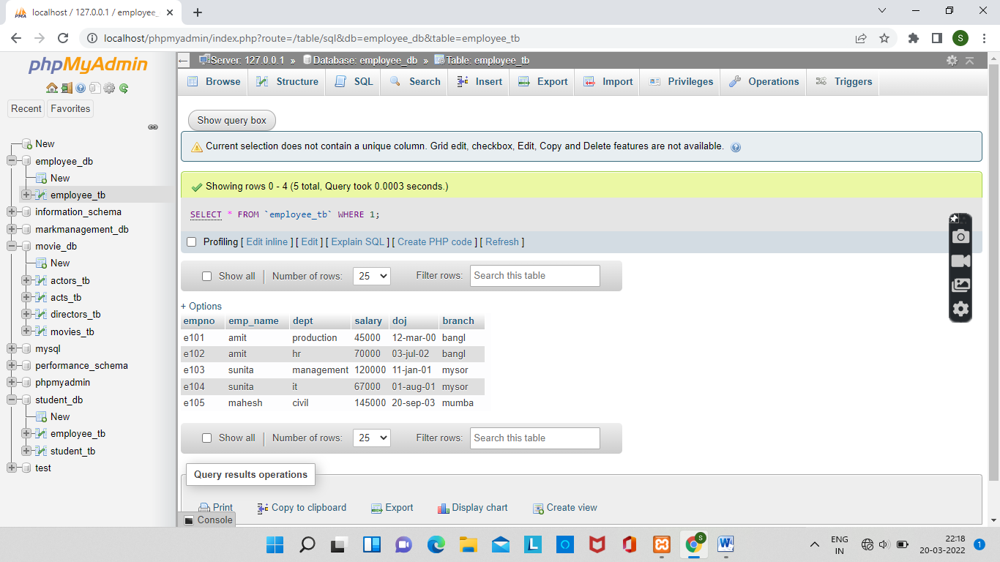 localhost / 127.0.0.1 / employee_
localhost/phpmyadmin/index.php?route=/table/sql&db=employee_db&table=employee_tb
S
phpMyAdmin
Recent Favorites
New
employee_db
New
employee_tb
information_schema
markmanagement_db
movie_db
New
actors_tb
acts_tb
directors_tb
movies_tb
mysql
performance_schema
phpmyadmin
student_db
New
employee_tb
student_tb
test
Server: 127.0.0.1 » Database: employee_db » Table: employee_tb
Browse Structure SQL Search Insert Export Import Privileges Operations Triggers
Show query box
Current selection does not contain a unique column. Grid edit, checkbox, Edit, Copy and Delete features are not available.
Showing rows 0 - 4 (5 total, Query took 0.0003 seconds.)
SELECT * FROM `employee_tb` WHERE 1;
Profiling [ Edit inline ] [ Edit ] [ Explain SQL ] [ Create PHP code ] [ Refresh ]
Show all Number of rows: 25 Filter rows: Search this table
+ Options
empno emp_name dept salary doj branch
e101 amit production 45000 12-mar-00 bangl
e102 amit hr 70000 03-jul-02 bangl
e103 sunita management 120000 11-jan-01 mysor
e104 sunita it 67000 01-aug-01 mysor
e105 mahesh civil 145000 20-sep-03 mumba
Show all Number of rows: 25 Filter rows: Search this table
Query results operations
Print Copy to clipboard Export Display chart Create view
Console
ENG
IN
22:18
20-03-2022
1